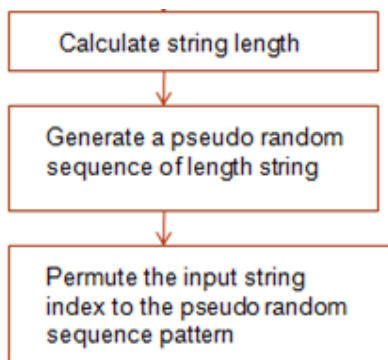 Calculate string length
Generate a pseudo random
sequence of length string
Permute the input string
index to the pseudo random
sequence pattern